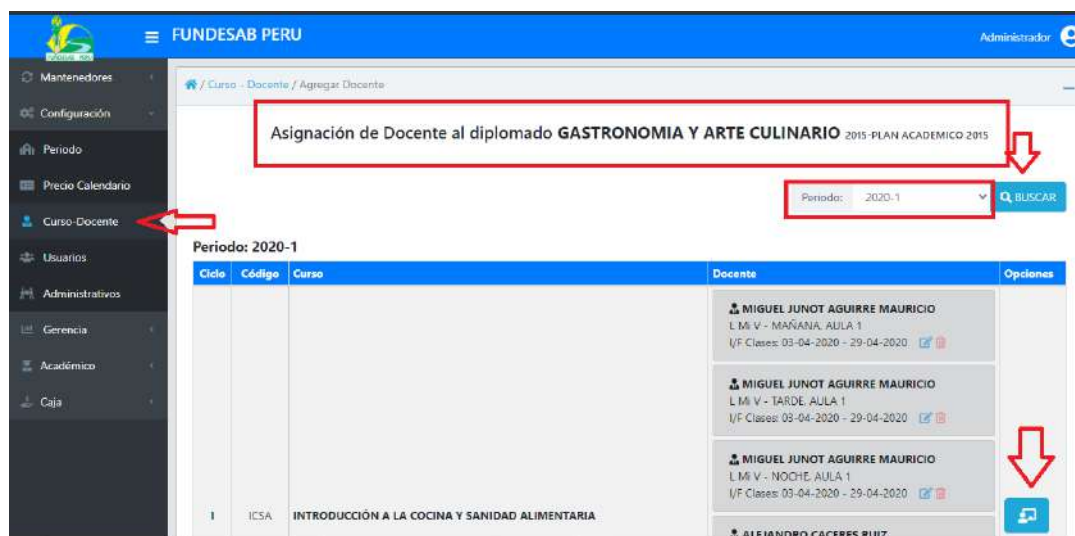 FUNDESAB PERU
Administrador
Mantenedores
Configuración
Periodo
Precio Calendario
Curso-Docente
Usuarios
Administrativos
Gerencia
Académico
Caja
/ Curso - Docente / Agregar Docente
Asignación de Docente al diplomado GASTRONOMIA Y ARTE CULINARIO 2015-PLAN ACADEMICO 2015
Periodo: 2020-1 BUSCAR
Periodo: 2020-1
Ciclo Código Curso Docente Opciones
MIGUEL JUNOT AGUIRRE MAURICIO
L Mi V - MAÑANA, AULA 1
I/F Clases: 03-04-2020 - 29-04-2020
MIGUEL JUNOT AGUIRRE MAURICIO
L Mi V - TARDE, AULA 1
I/F Clases: 03-04-2020 - 29-04-2020
MIGUEL JUNOT AGUIRRE MAURICIO
L Mi V - NOCHE, AULA 1
I/F Clases: 03-04-2020 - 29-04-2020
1 ICSA INTRODUCCIÓN A LA COCINA Y SANIDAD ALIMENTARIA
ALEJANDRO CACERES RUIZ